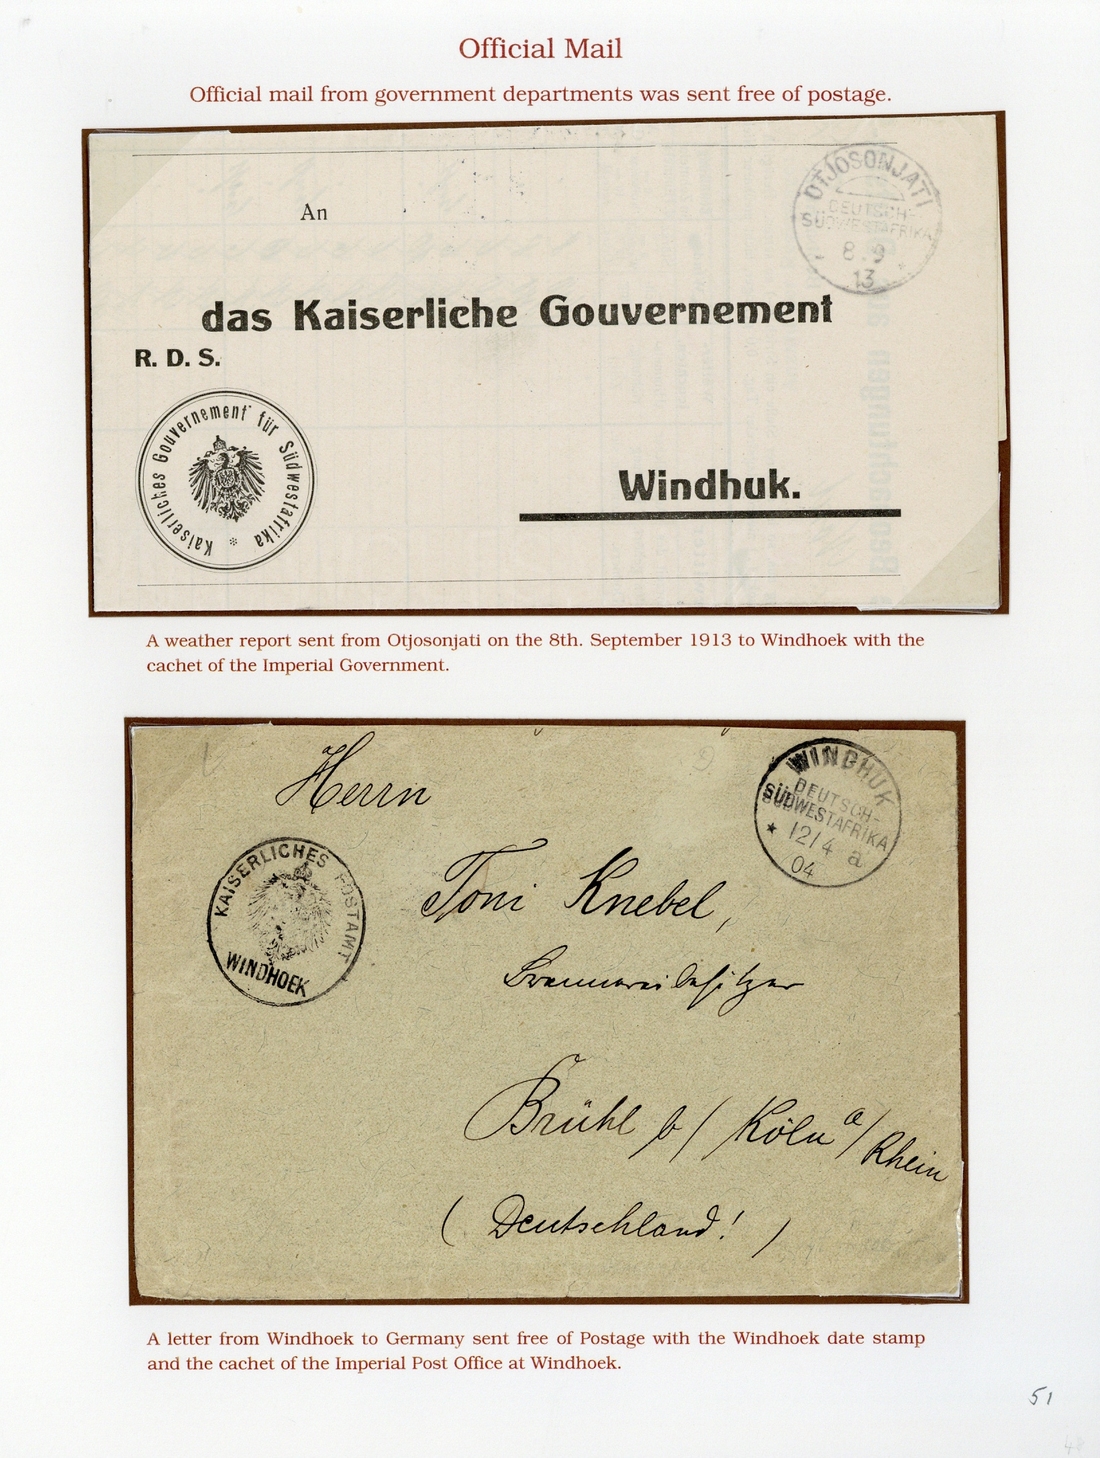 Official Mail
Official mail from government departments was sent free of postage.
OTJOSONJATI
DEUTSCH-
SÜDWESTAFRIKA
8.9
13
An
das Kaiserliche Gouvernement
R. D. S.
Kaiserliches Gouvernement für Südwestafrika
Windhuk.
A weather report sent from Otjosonjati on the 8th. September 1913 to Windhoek with the
cachet of the Imperial Government.
WINDHUK
DEUTSCH-
SÜDWESTAFRIKA
* 12/4 a
04
Herrn
KAISERLICHES POSTAMT
WINDHOEK
Toni Knebel,
Brennereibesitzer
Brühl b/ Köln a/ Rhein
( Deutschland! )
A letter from Windhoek to Germany sent free of Postage with the Windhoek date stamp
and the cachet of the Imperial Post Office at Windhoek.
51